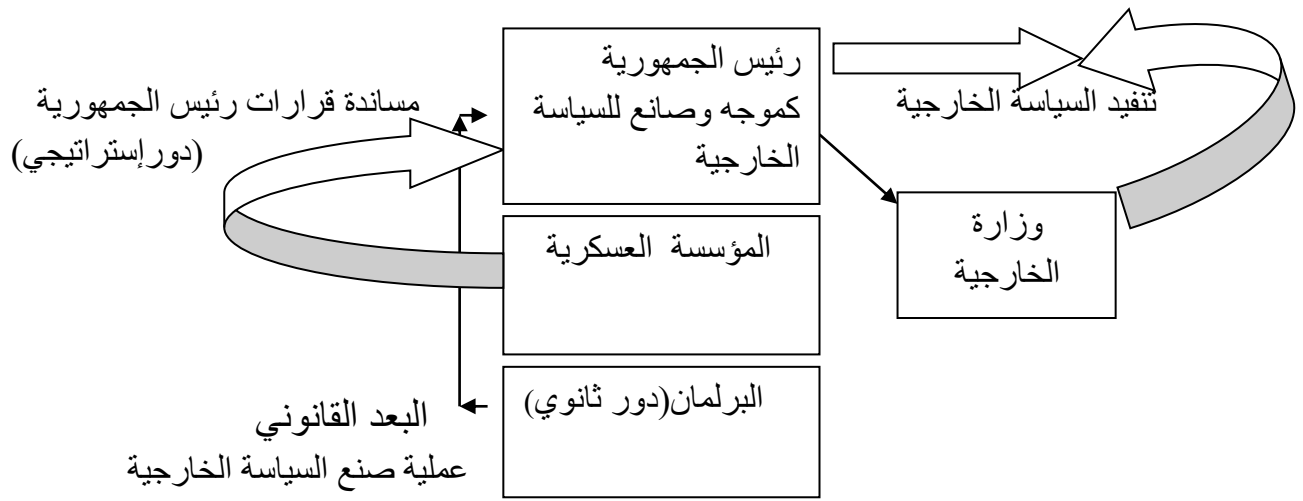 رئيس الجمهورية
كموجه وصانع للسياسة
الخارجية
تنفيد السياسة الخارجية
مساندة قرارات رئيس الجمهورية
(دورإستراتيجي)
وزارة
الخارجية
المؤسسة العسكرية
البرلمان(دور ثانوي)
البعد القانوني
عملية صنع السياسة الخارجية